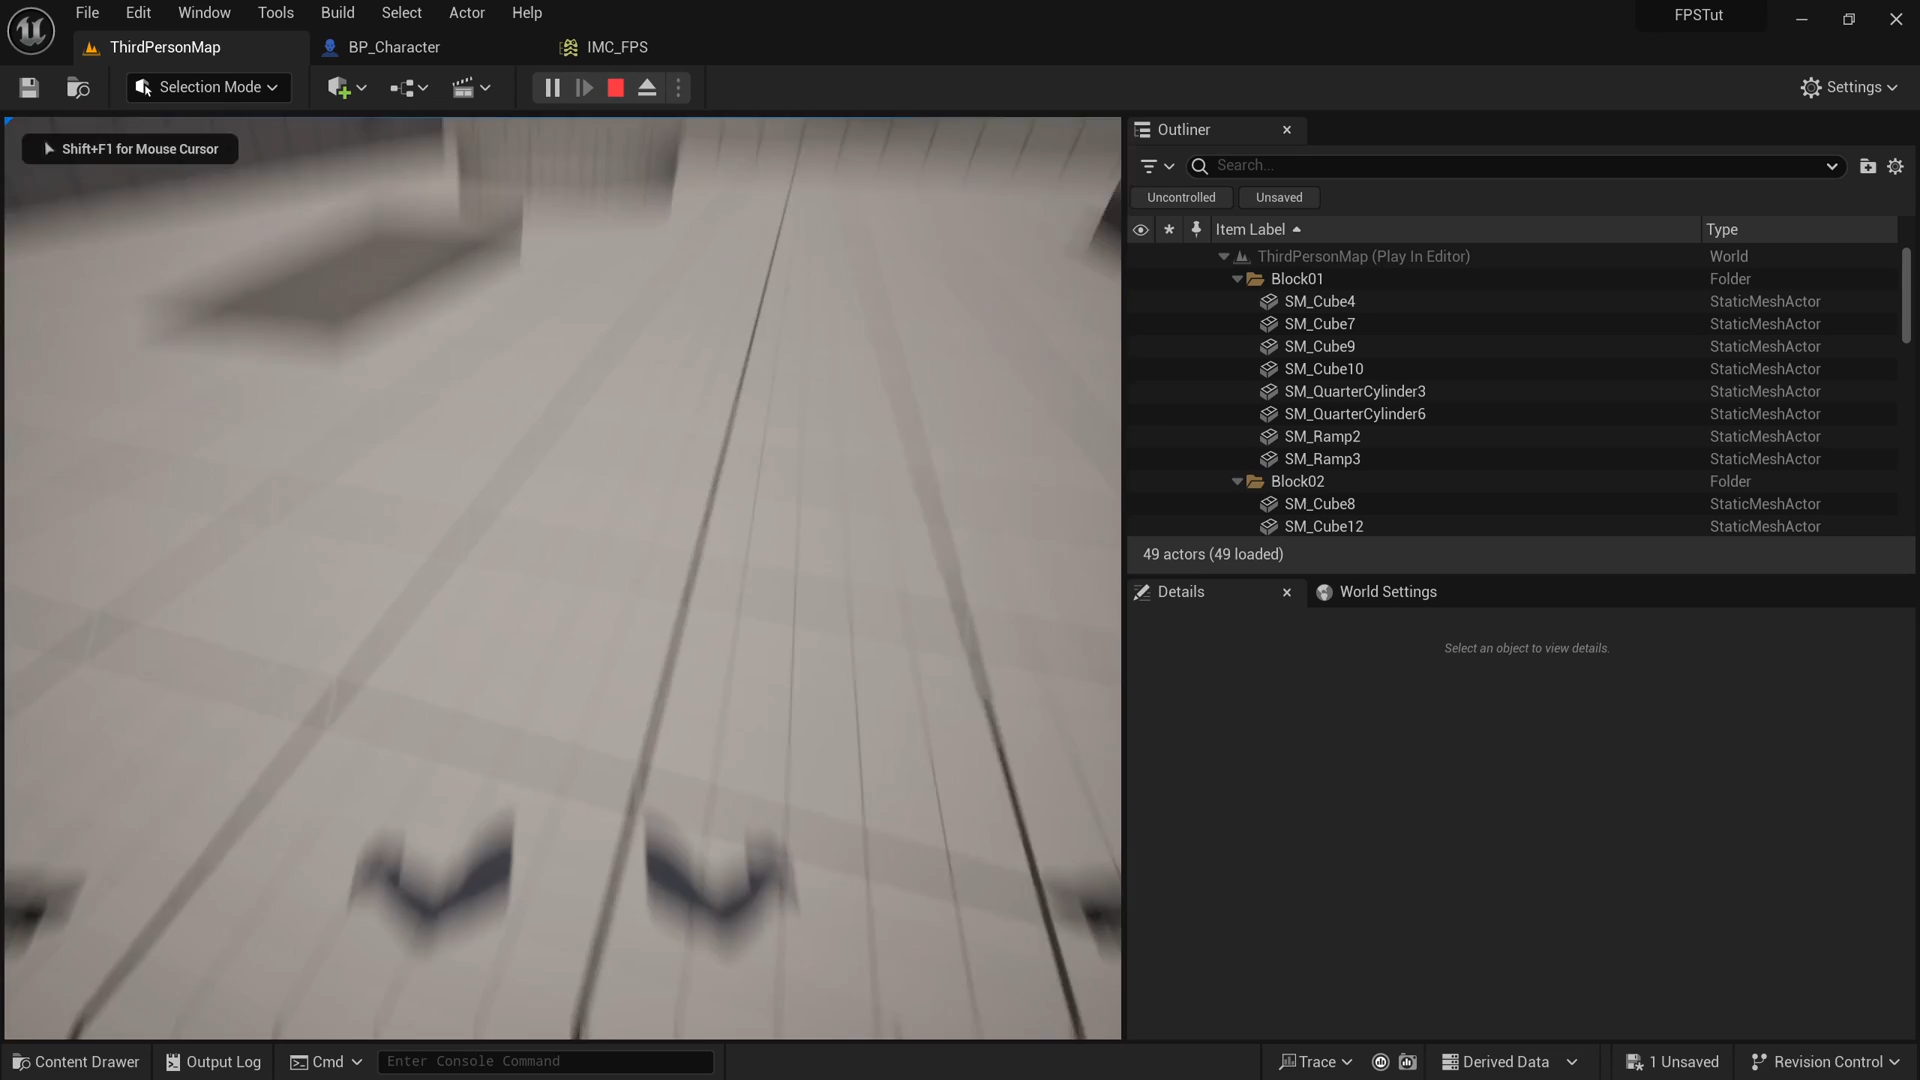 File Edit Window Tools Build Select Actor Help
FPSTut
ThirdPersonMap
BP_Character
IMC_FPS
Selection Mode
Settings
Shift+F1 for Mouse Cursor
Outliner
Search...
Uncontrolled
Unsaved
Item Label
Type
ThirdPersonMap (Play In Editor) World
Block01 Folder
SM_Cube4 StaticMeshActor
SM_Cube7 StaticMeshActor
SM_Cube9 StaticMeshActor
SM_Cube10 StaticMeshActor
SM_QuarterCylinder3 StaticMeshActor
SM_QuarterCylinder6 StaticMeshActor
SM_Ramp2 StaticMeshActor
SM_Ramp3 StaticMeshActor
Block02 Folder
SM_Cube8 StaticMeshActor
SM_Cube12 StaticMeshActor
49 actors (49 loaded)
Details
World Settings
Select an object to view details.
Content Drawer
Output Log
Cmd
Enter Console Command
Trace
Derived Data
1 Unsaved
Revision Control